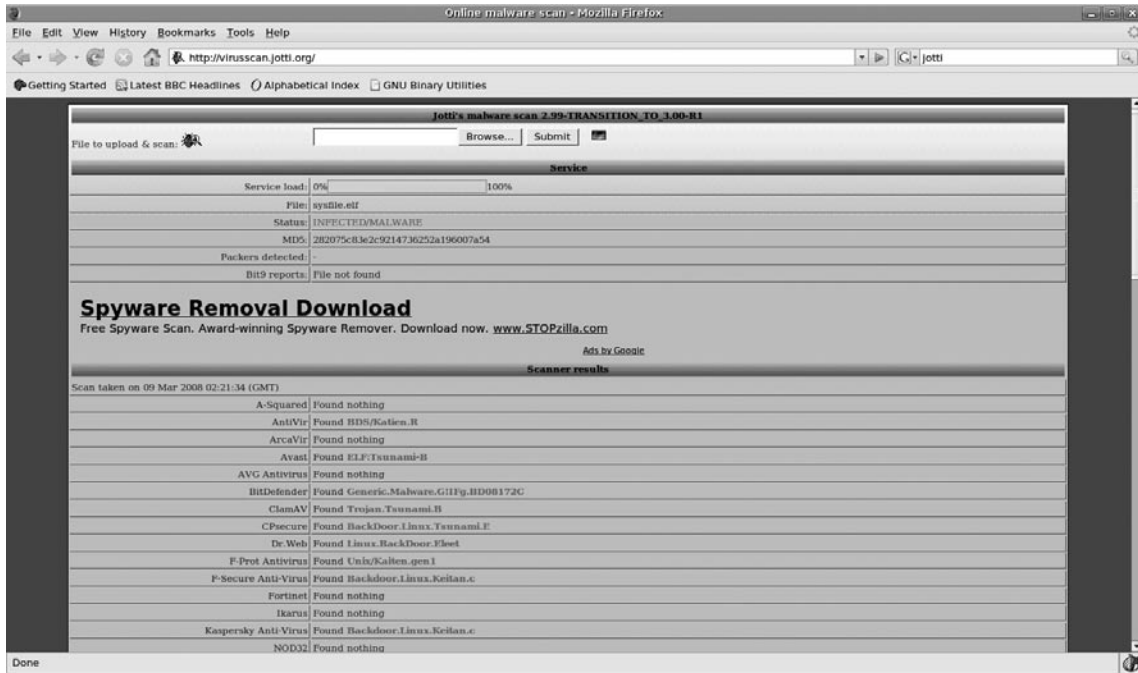 Online malware scan - Mozilla Firefox
File Edit View History Bookmarks Tools Help
http://virusscan.jotti.org/
G jotti
Getting Started Latest BBC Headlines Alphabetical Index GNU Binary Utilities
Jotti's malware scan 2.99-TRANSITION_TO_3.00-R1
File to upload & scan: Browse... Submit
Service
Service load: 0% 100%
File: sysfile.elf
Status: INFECTED/MALWARE
MD5: 282075c83e2c9214736252a196007a54
Packers detected: -
Bit9 reports: File not found
Spyware Removal Download
Free Spyware Scan. Award-winning Spyware Remover. Download now. www.STOPzilla.com
Ads by Google
Scanner results
Scan taken on 09 Mar 2008 02:21:34 (GMT)
A-Squared Found nothing
AntiVir Found BDS/Katien.R
ArcaVir Found nothing
Avast Found ELF:Tsunami-B
AVG Antivirus Found nothing
BitDefender Found
ClamAV Found Trojan.Tsunami.B
CPsecure Found BackDoor.Linux.Tsunami.E
Dr.Web Found Linux.BackDoor.
F-Prot Antivirus Found Unix/Kaiten.gen1
F-Secure Anti-Virus Found Backdoor.Linux.Keitan.c
Fortinet Found nothing
Ikarus Found nothing
Kaspersky Anti-Virus Found Backdoor.Linux.Keitan.c
NOD32 Found nothing
Done